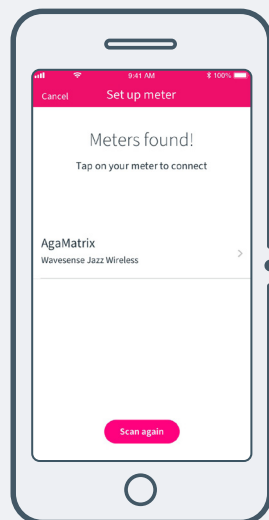 9:41 AM
100%
Cancel
Set up meter
Meters found!
Tap on your meter to connect
AgaMatrix
Wavesense Jazz Wireless
Scan again